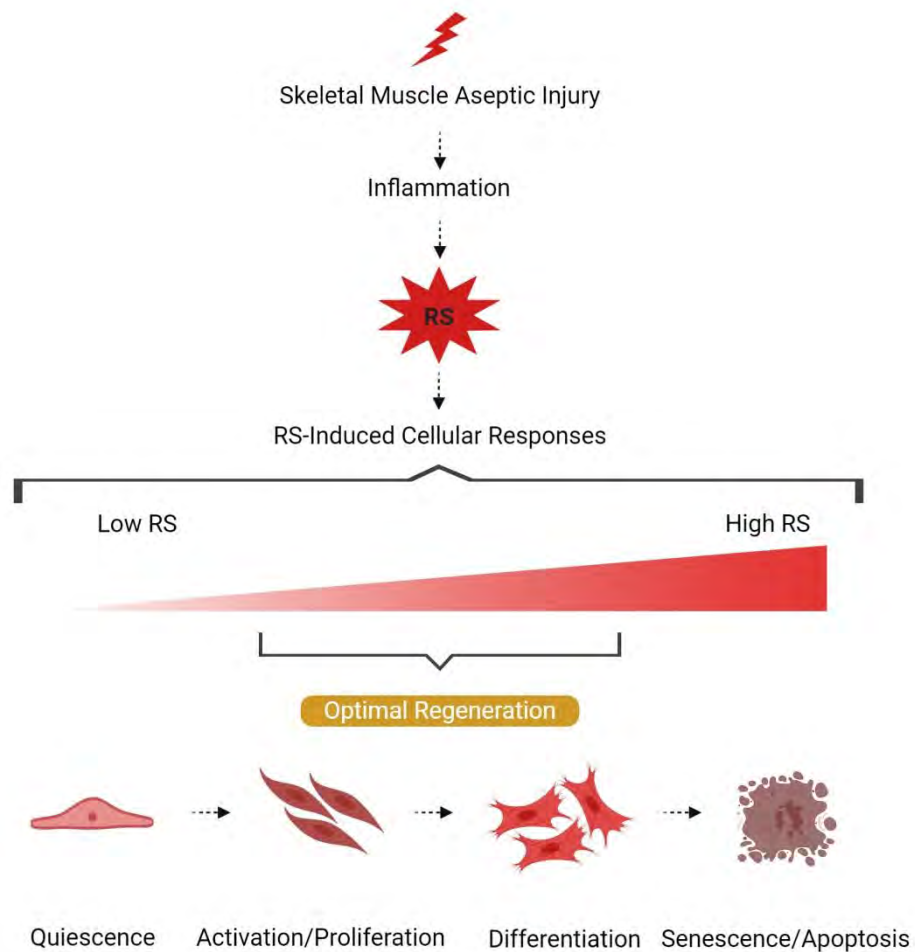 Skeletal Muscle Aseptic Injury
Inflammation
RS
RS-Induced Cellular Responses
Low RS
High RS
Optimal Regeneration
Quiescence
Activation/Proliferation
Differentiation
Senescence/Apoptosis